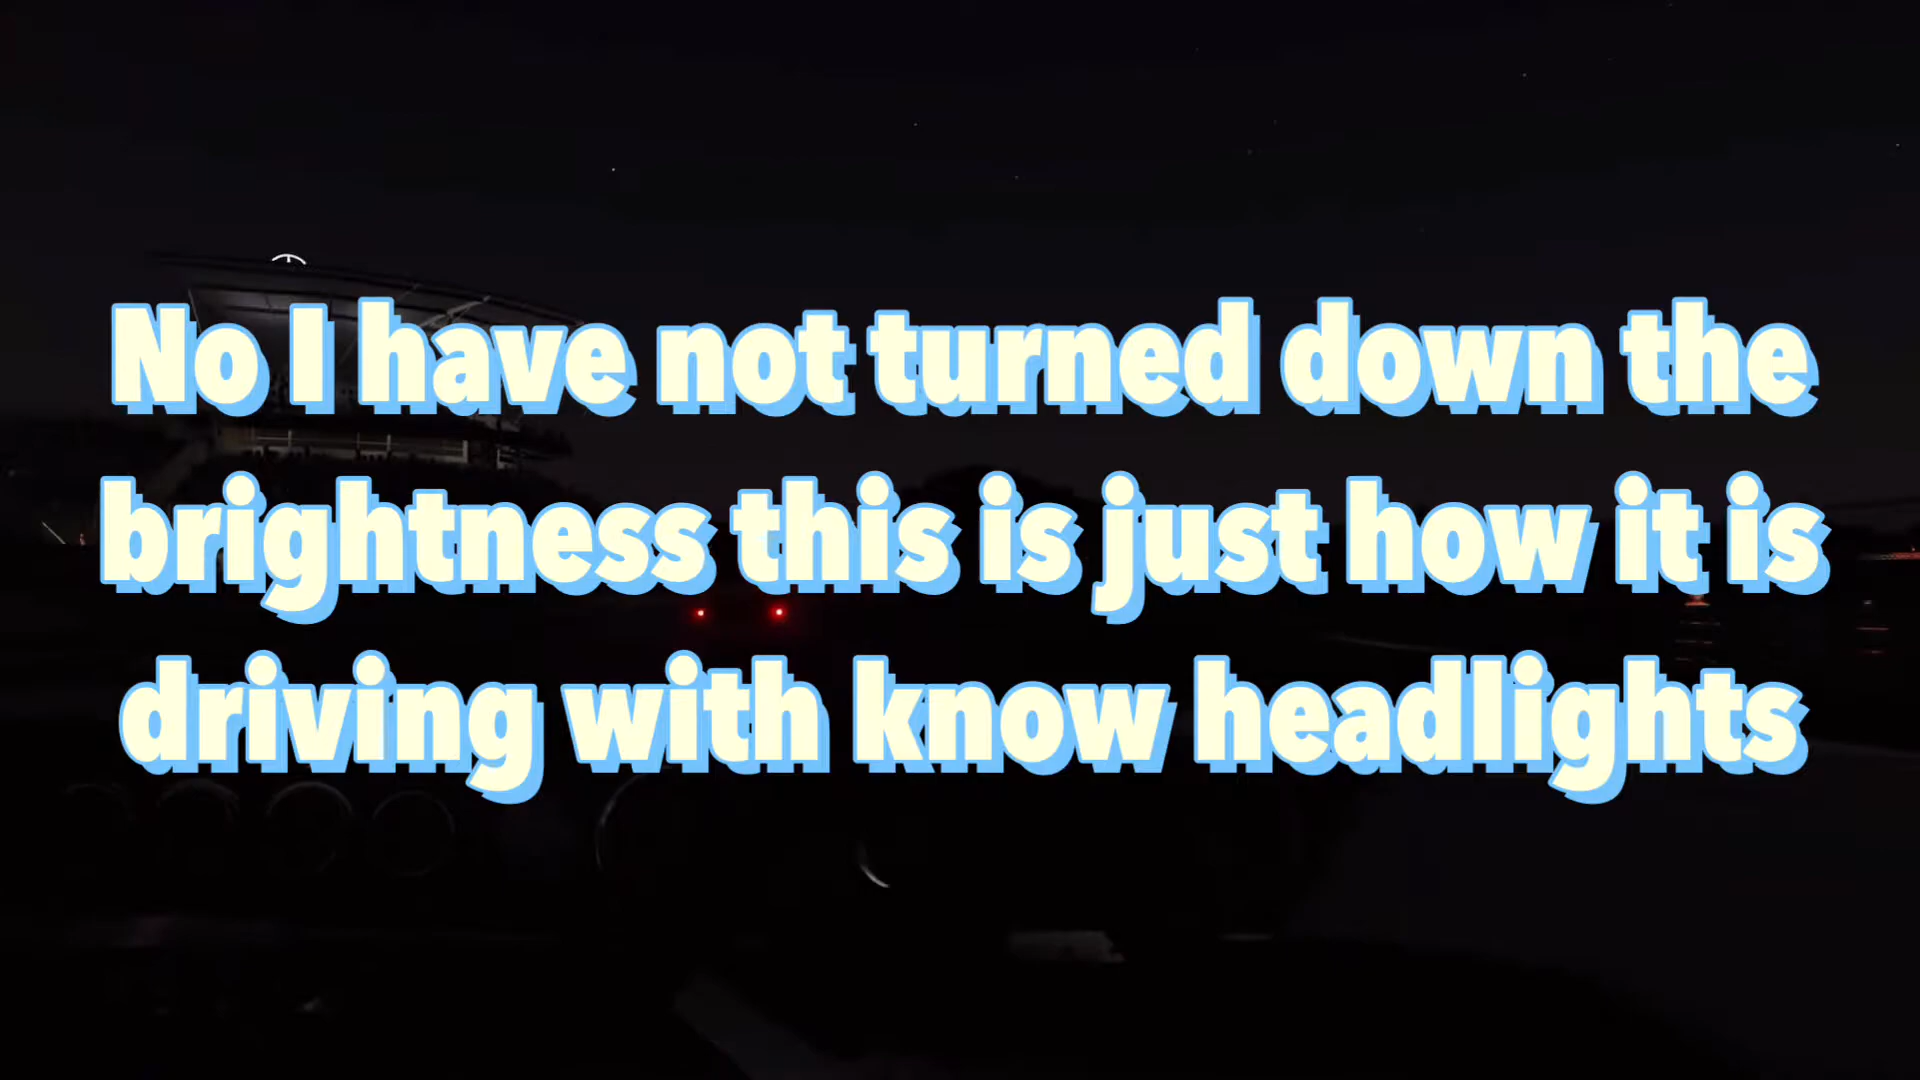 No I have not turned down the
brightness this is just how it is
driving with know headlights